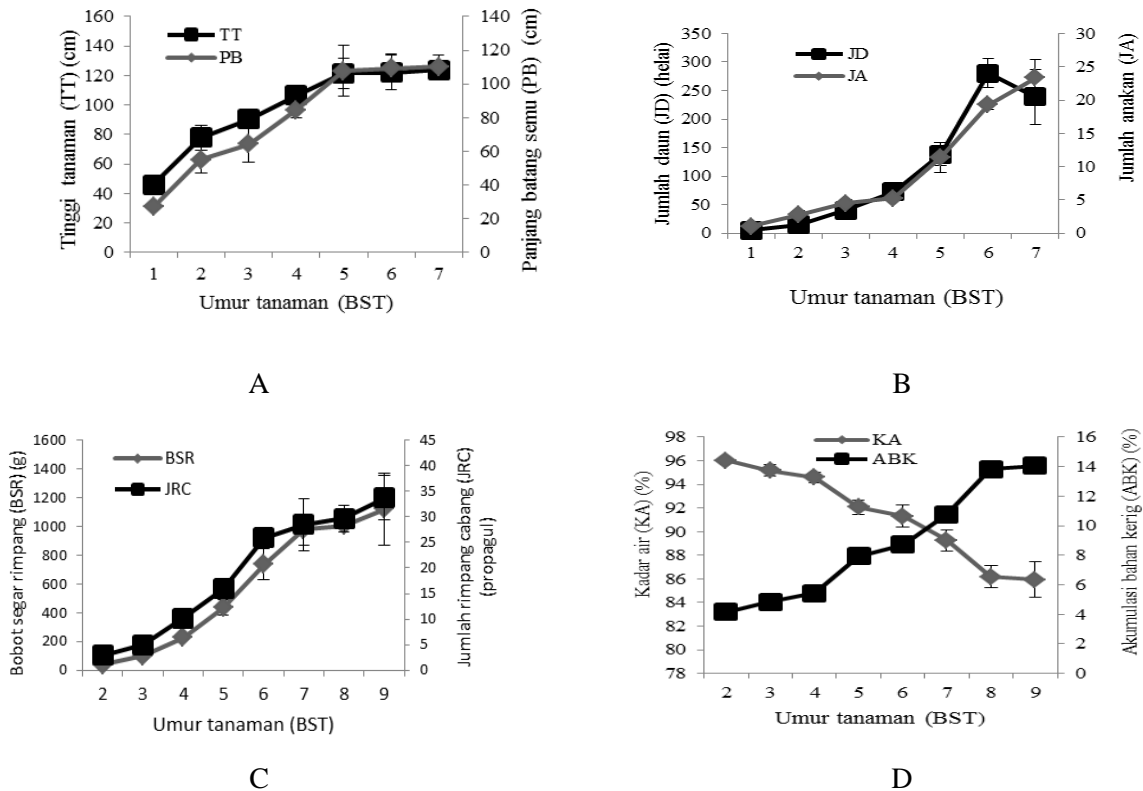 TT
PB
160
140
120
100
80
60
40
20
0
140
120
100
80
60
40
20
0
1 2 3 4 5 6 7
Tinggi tanaman (TT) (cm)
Panjang batang semu (PB) (cm)
Umur tanaman (BST)
A
JD
JA
350
300
250
200
150
100
50
0
30
25
20
15
10
5
0
1 2 3 4 5 6 7
Jumlah daun (JD) (helai)
Jumlah anakan (JA)
Umur tanaman (BST)
B
BSR
JRC
1600
1400
1200
1000
800
600
400
200
0
45
40
35
30
25
20
15
10
5
0
2 3 4 5 6 7 8 9
Bobot segar rimpang (BSR) (g)
Jumlah rimpang cabang (JRC)
(propagul)
Umur tanaman (BST)
C
KA
ABK
98
96
94
92
90
88
86
84
82
80
78
16
14
12
10
8
6
4
2
0
2 3 4 5 6 7 8 9
Kadar air (KA) (%)
Akumulasi bahan kerig (ABK) (%)
Umur tanaman (BST)
D